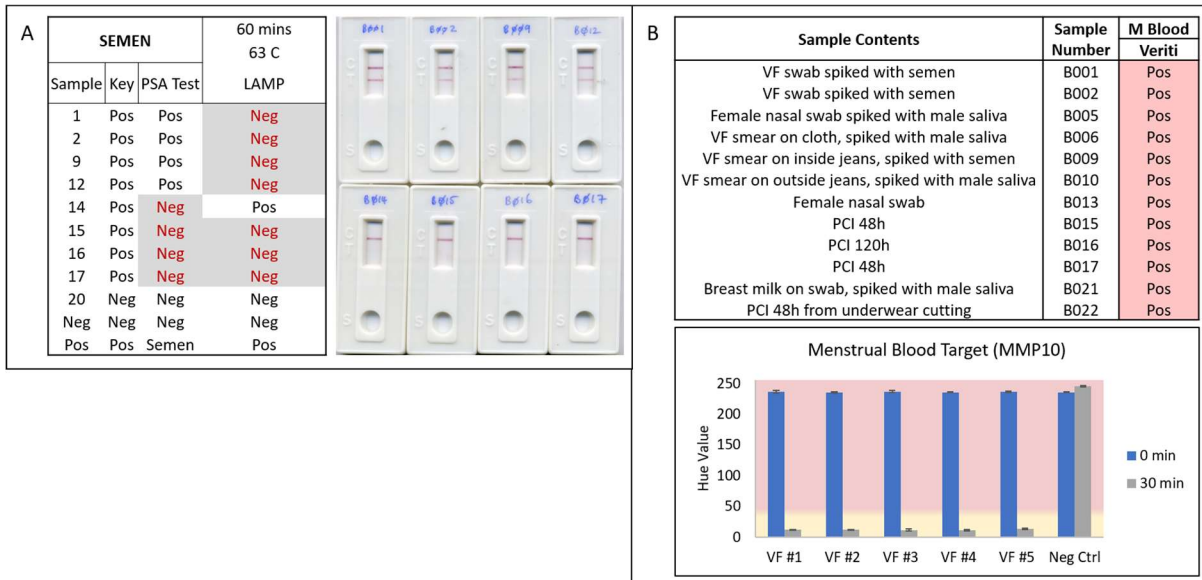 A
SEMEN
60 mins
63 C
Sample Key PSA Test LAMP
1 Pos Pos Neg
2 Pos Pos Neg
9 Pos Pos Neg
12 Pos Pos Neg
14 Pos Neg Pos
15 Pos Neg Neg
16 Pos Neg Neg
17 Pos Neg Neg
20 Neg Neg Neg
Neg Neg Neg Neg
Pos Pos Semen Pos
BØØ1 BØØ2 BØØ9 BØ12
C C C C
T T T T
S S S S
BØ14 BØ15 BØ16 BØ17
C C C C
T T T T
S S S S
B
Sample Contents Sample Number M Blood
Veriti
VF swab spiked with semen B001 Pos
VF swab spiked with semen B002 Pos
Female nasal swab spiked with male saliva B005 Pos
VF smear on cloth, spiked with male saliva B006 Pos
VF smear on inside jeans, spiked with semen B009 Pos
VF smear on outside jeans, spiked with male saliva B010 Pos
Female nasal swab B013 Pos
PCI 48h B015 Pos
PCI 120h B016 Pos
PCI 48h B017 Pos
Breast milk on swab, spiked with male saliva B021 Pos
PCI 48h from underwear cutting B022 Pos
Menstrual Blood Target (MMP10)
Hue Value
250
200
150
100
50
0
VF #1 VF #2 VF #3 VF #4 VF #5 Neg Ctrl
0 min
30 min